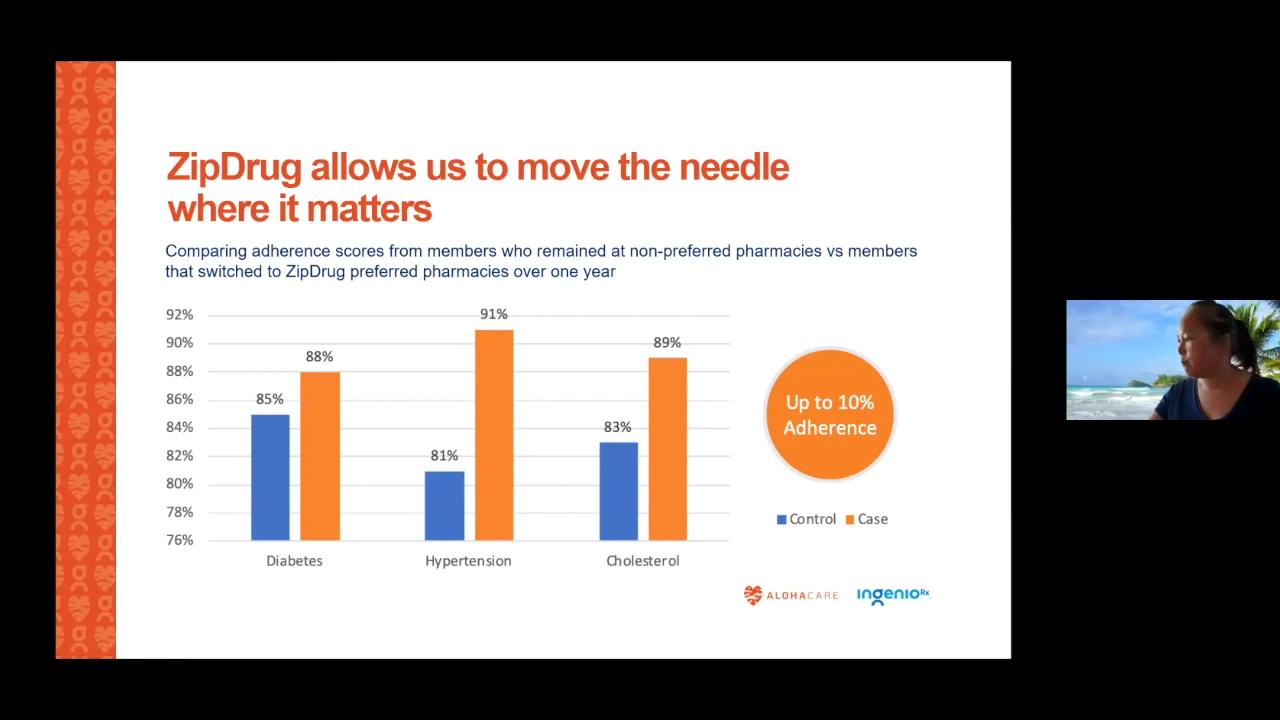 ZipDrug allows us to move the needle
where it matters
Comparing adherence scores from members who remained at non-preferred pharmacies vs members
that switched to ZipDrug preferred pharmacies over one year
92%
90%
88%
86%
84%
82%
80%
78%
76%
85%
88%
81%
91%
83%
89%
Diabetes
Hypertension
Cholesterol
Up to 10%
Adherence
Control
Case
ALOHACARE
ingenioRx